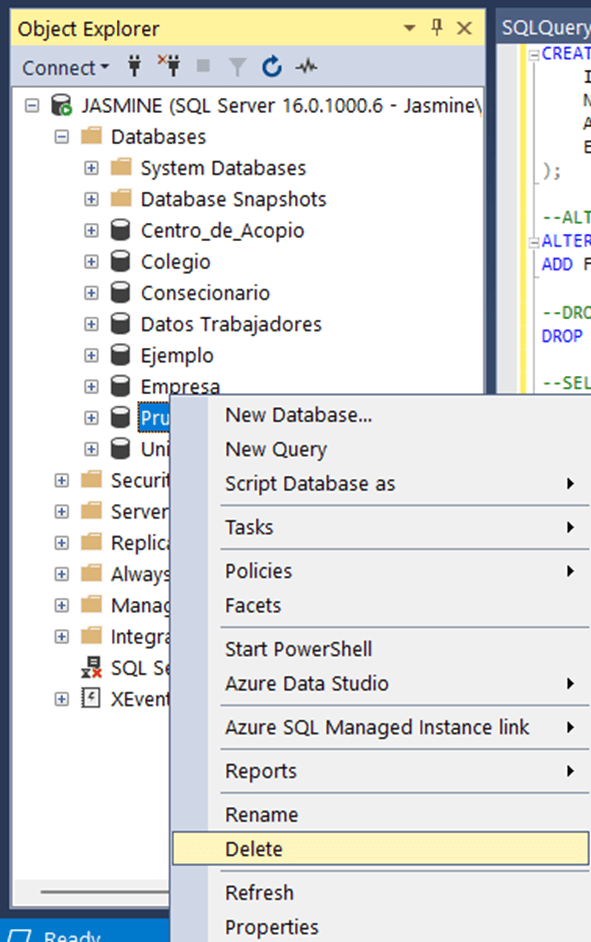 Object Explorer
SQLQuery
Connect
JASMINE (SQL Server 16.0.1000.6 - Jasmine\
Databases
System Databases
Database Snapshots
Centro_de_Acopio
Colegio
Consecionario
Datos Trabajadores
Ejemplo
Empresa
Pru
Uni
Securit
Server
Replica
Always
Manag
Integra
SQL Se
XEvent
New Database...
New Query
Script Database as
Tasks
Policies
Facets
Start PowerShell
Azure Data Studio
Azure SQL Managed Instance link
Reports
Rename
Delete
Refresh
Properties
CREAT
I
N
A
E
);
--ALT
ALTER
ADD F
--DRO
DROP
--SEL
Ready